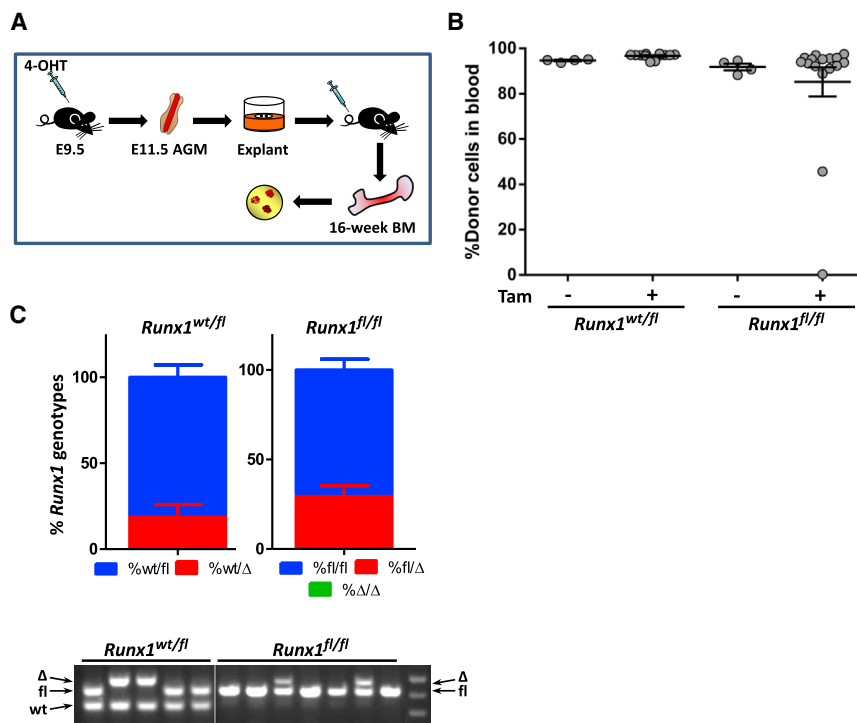 A
4-OHT
E9.5
E11.5 AGM
Explant
16-week BM
B
%Donor cells in blood
100
80
60
40
20
0
Tam
-
+
-
+
Runx1wt/fl
Runx1fl/fl
C
Runx1wt/fl
Runx1fl/fl
% Runx1 genotypes
100
50
0
100
50
0
%wt/fl
%wt/Δ
%fl/fl
%fl/Δ
%Δ/Δ
Runx1wt/fl
Runx1fl/fl
Δ
fl
wt
Δ
fl